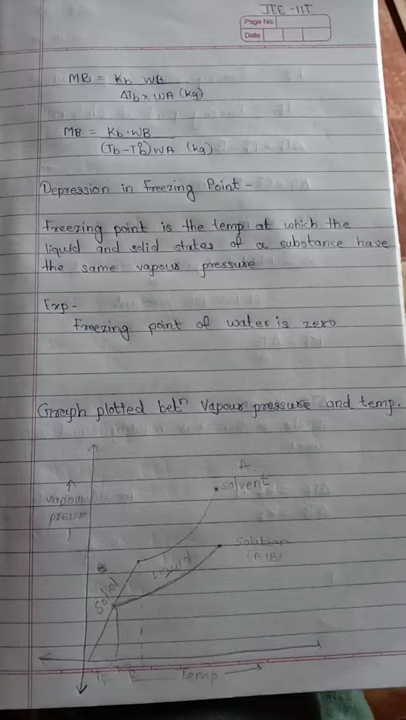 JEE-IIT
Page No.
Date
MB = Kb WB
ΔTb × WA (kg)
MB = Kb·WB
(Tb-T°b)WA (kg)
Depression in Freezing Point -
Freezing point is the temp at which the
liquid and solid states of a substance have
the same vapour pressure
Exp-
Freezing point of water is zero
Graph plotted betn Vapour pressure and temp.
A
solvent
↑
vapour
pressure
solution
(A+B)
Liquid
Solid
Temp